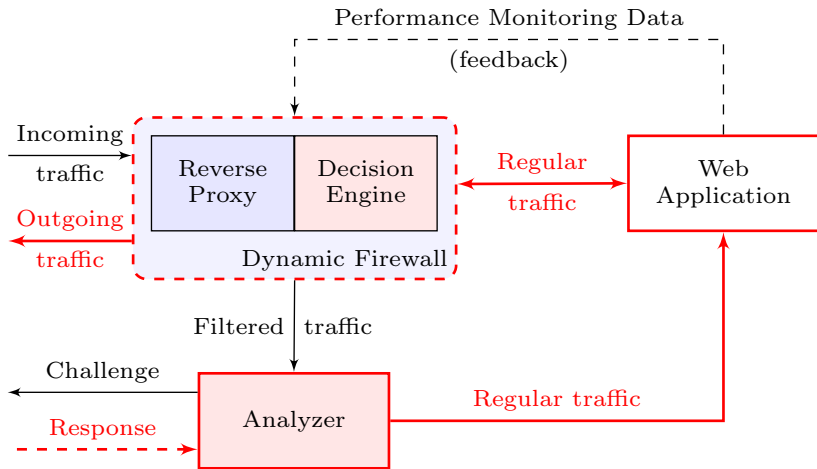 Performance Monitoring Data
(feedback)
Incoming
traffic
Reverse
Proxy
Decision
Engine
Regular
traffic
Web
Application
Outgoing
traffic
Dynamic Firewall
Filtered traffic
Challenge
Response
Analyzer
Regular traffic